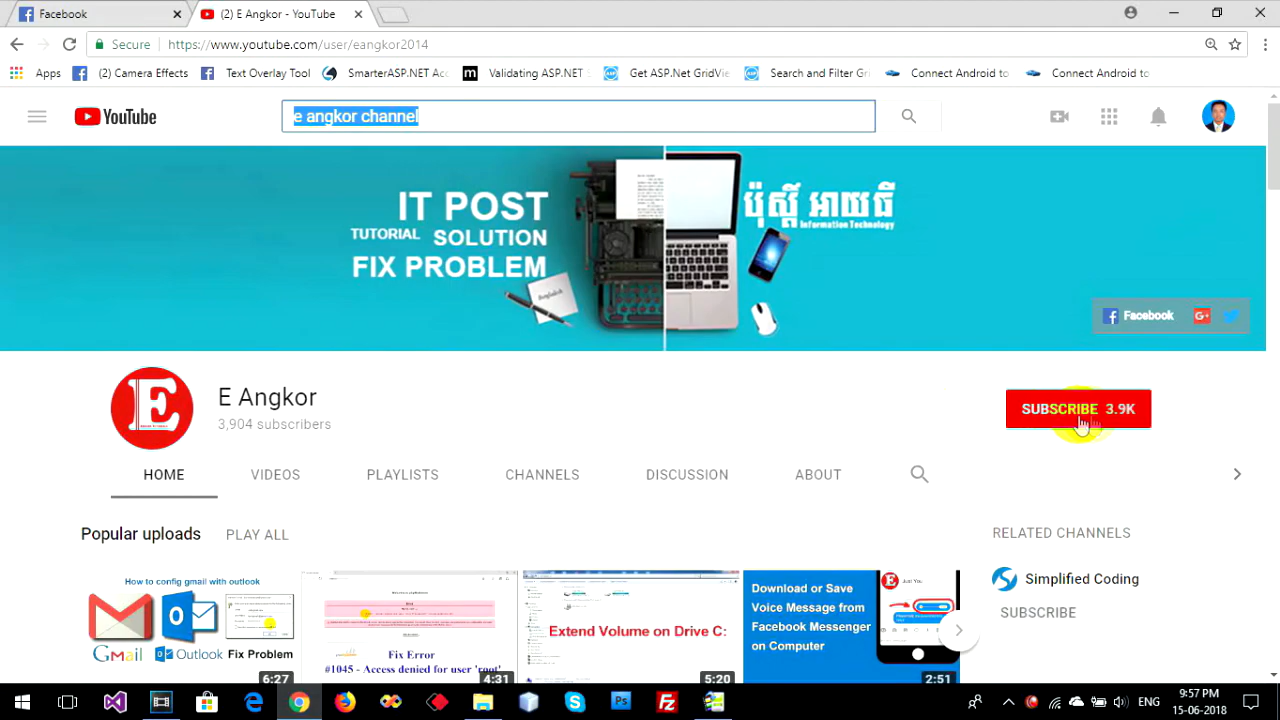 Facebook
(2) E Angkor - YouTube
Secure
https://www.youtube.com/user/eangkor2014
Apps
(2) Camera Effects
Text Overlay Tool
SmarterASP.NET Acc
Validating ASP.NET
Get ASP.Net GridVie
Search and Filter Gri
Connect Android to
Connect Android to
YouTube
e angkor channel
IT POST
TUTORIAL SOLUTION
FIX PROBLEM
ប៉ុស្តិ៍ អាយធី
Information Technology
Facebook
E
E Angkor
3,904 subscribers
SUBSCRIBE 3.9K
HOME
VIDEOS
PLAYLISTS
CHANNELS
DISCUSSION
ABOUT
Popular uploads
PLAY ALL
RELATED CHANNELS
Simplified Coding
SUBSCRIBE
How to config gmail with outlook
Gmail
Outlook
Fix Problem
6:27
Fix Error
#1045 - Access denied for user 'root'
4:31
Extend Volume on Drive C:
5:20
Download or Save
Voice Message from
Facebook Messenger
on Computer
2:51
ENG
9:57 PM
15-06-2018